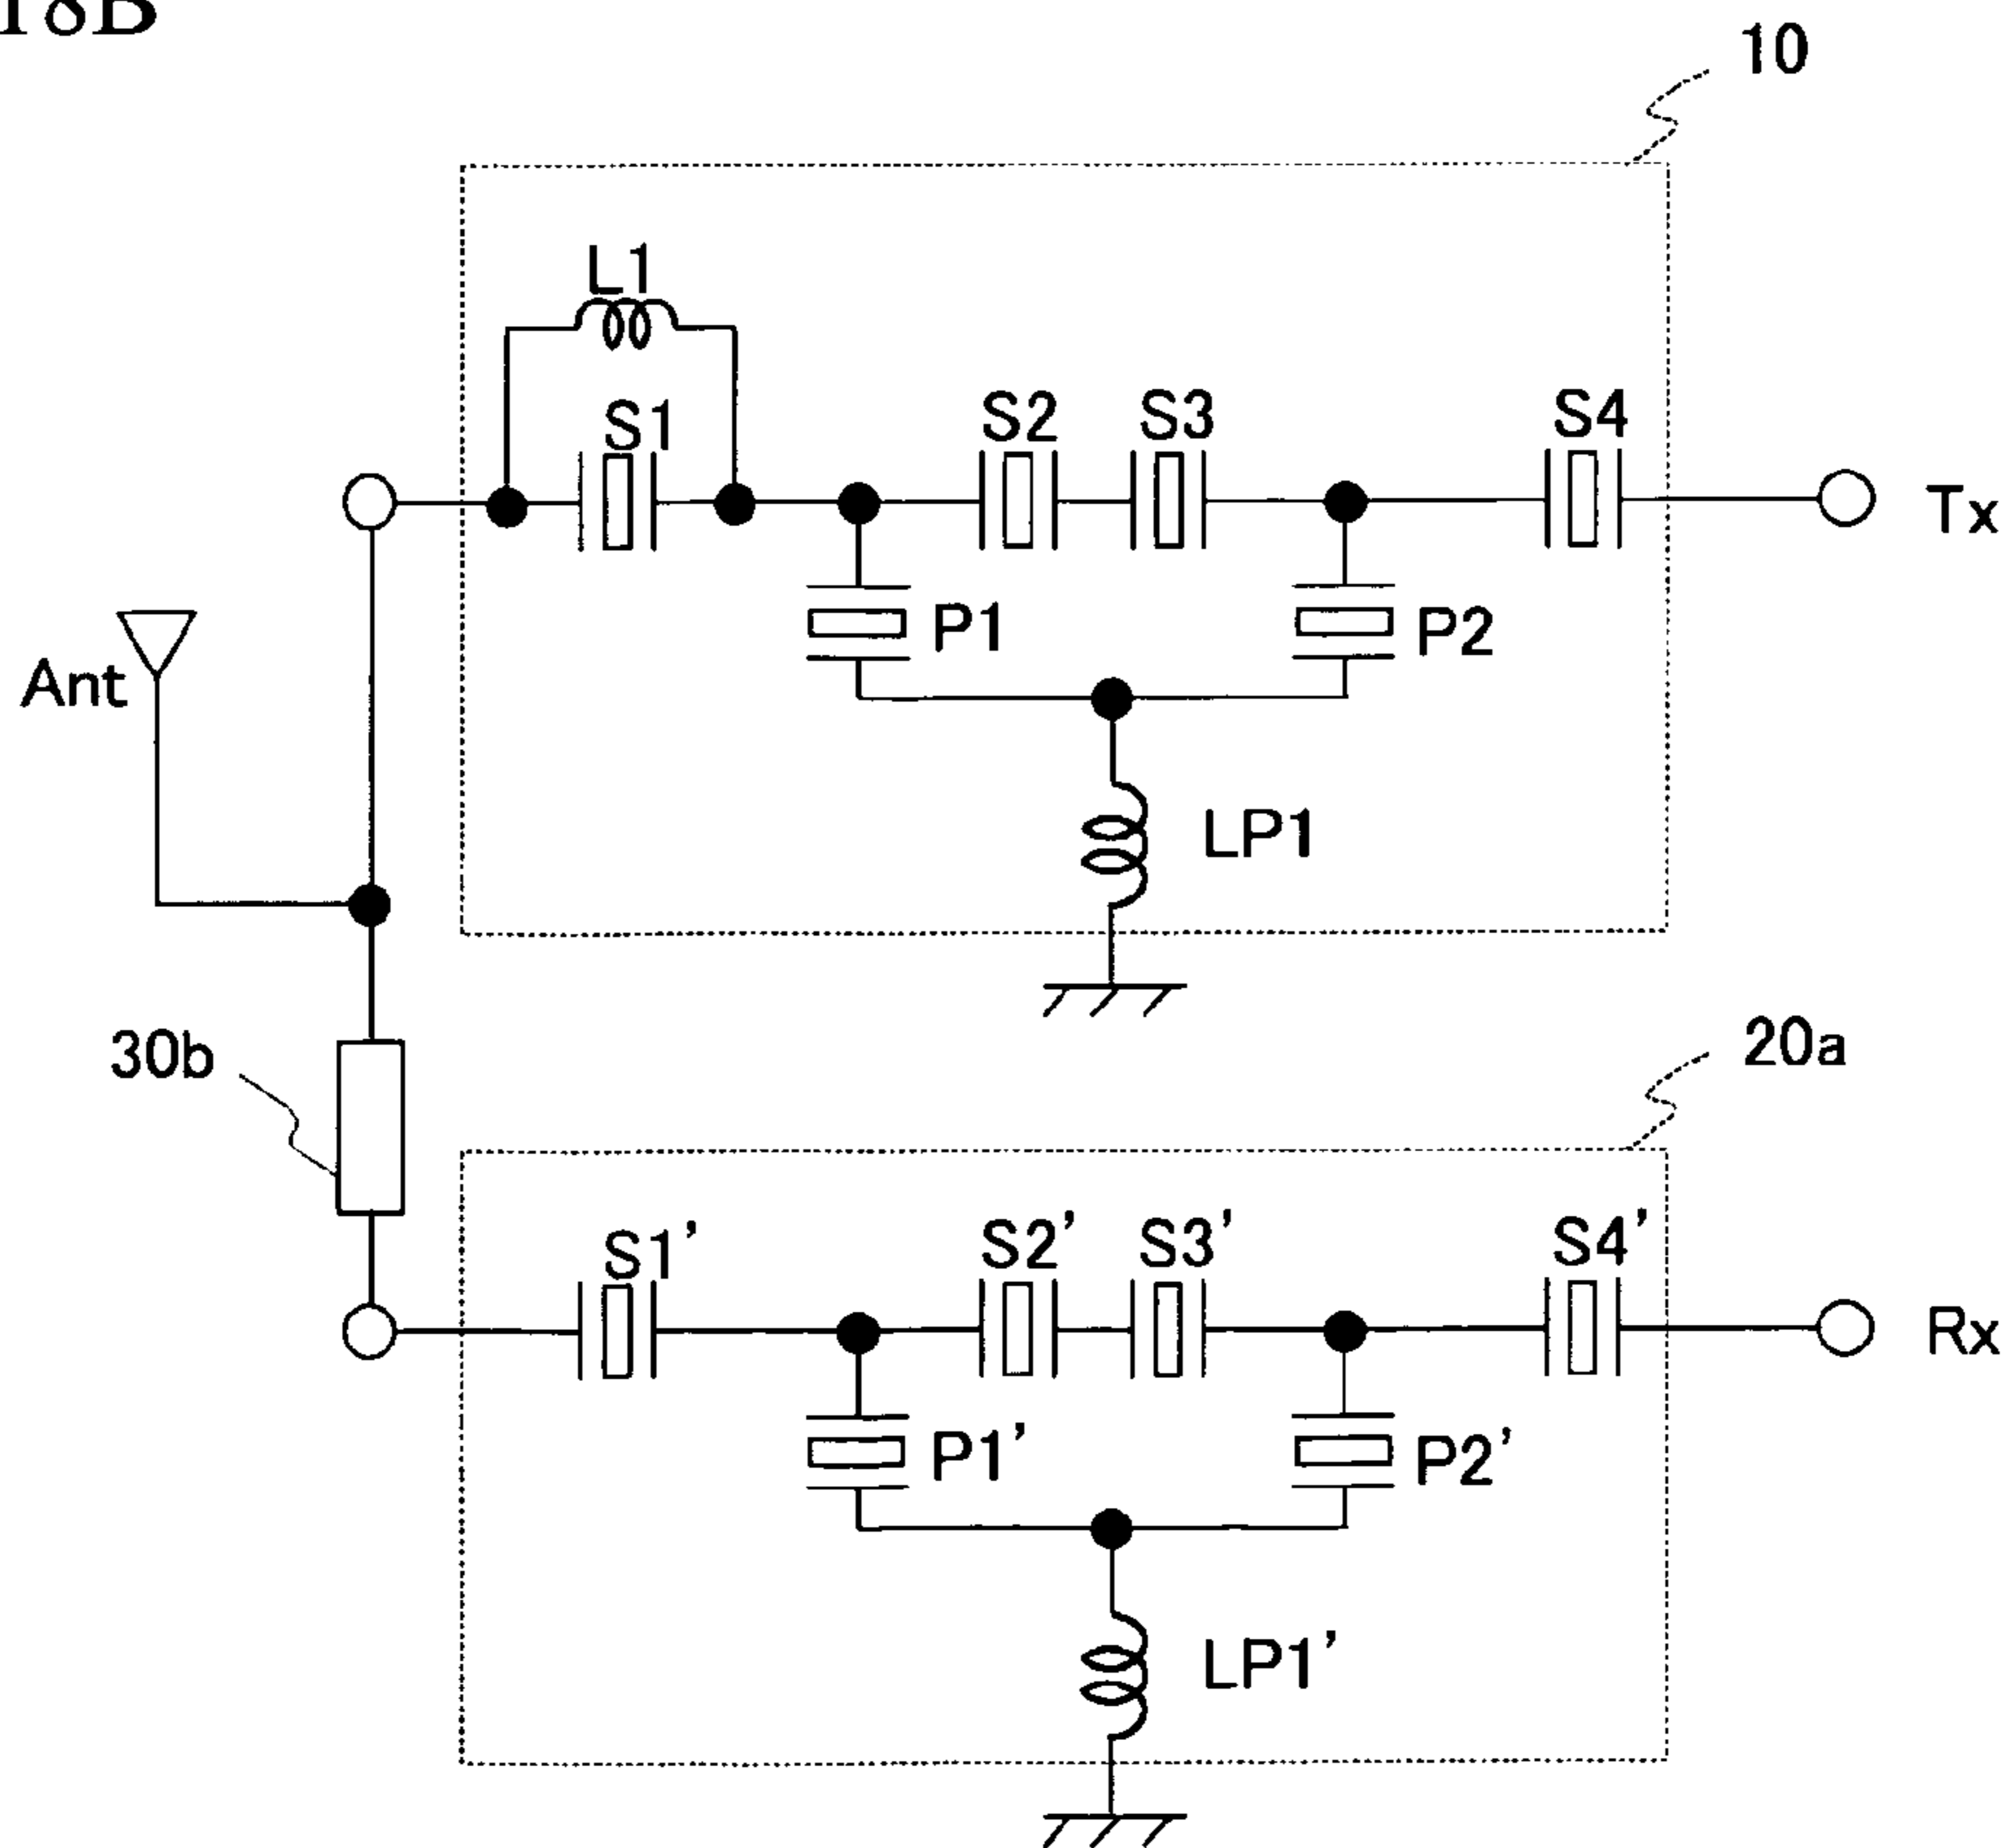 18B
10
L1
S1
S2
S3
S4
Tx
P1
P2
Ant
LP1
30b
20a
S1'
S2'
S3'
S4'
Rx
P1'
P2'
LP1'